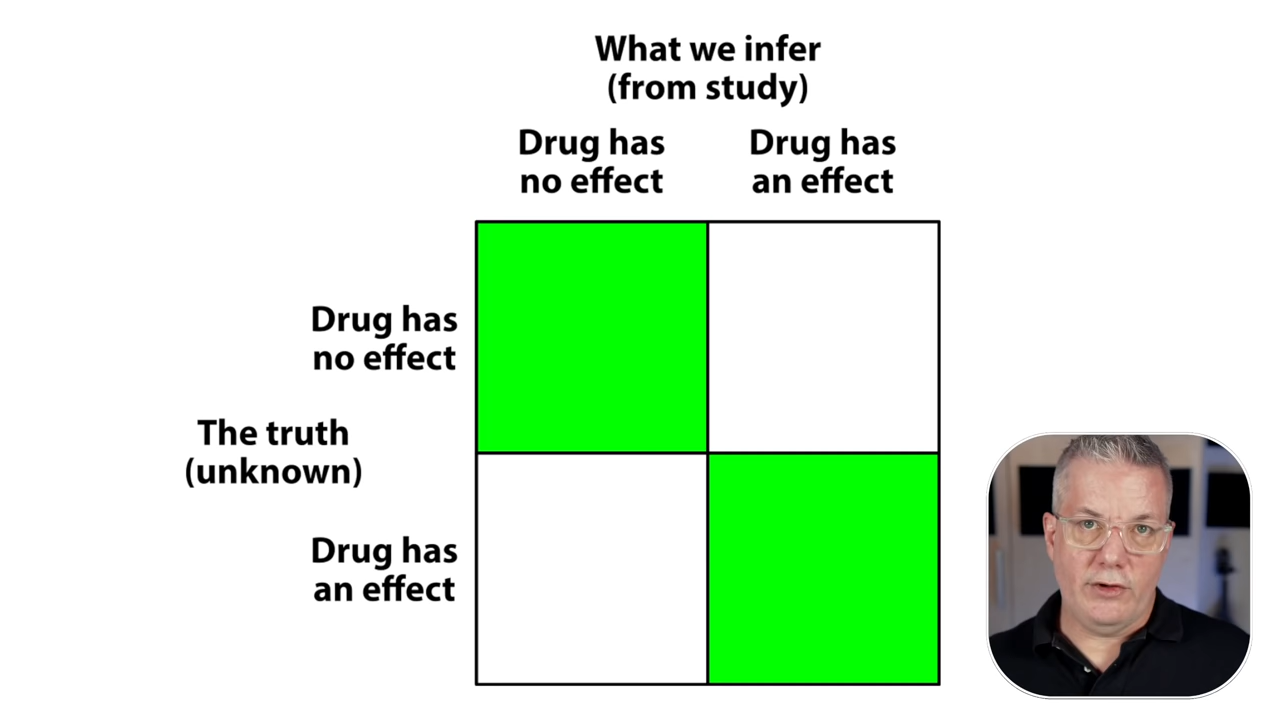 What we infer
(from study)
Drug has
no effect
Drug has
an effect
Drug has
no effect
The truth
(unknown)
Drug has
an effect